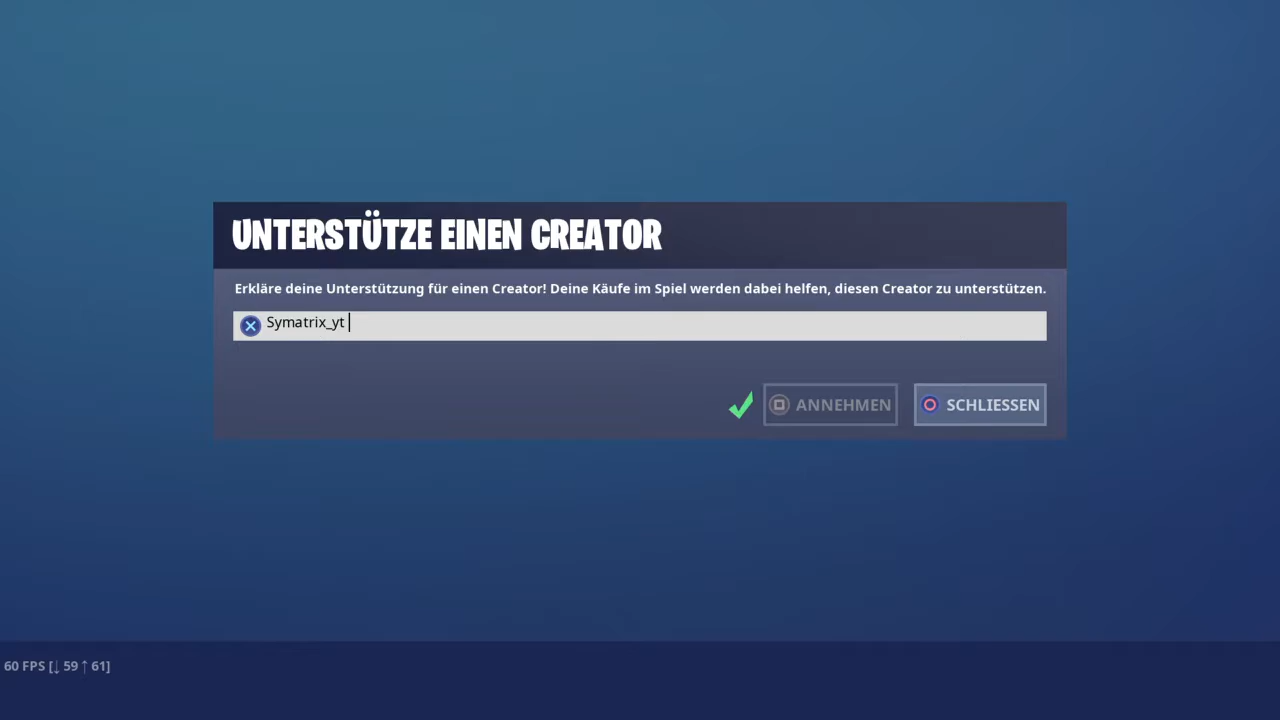 UNTERSTÜTZE EINEN CREATOR
Erkläre deine Unterstützung für einen Creator! Deine Käufe im Spiel werden dabei helfen, diesen Creator zu unterstützen.
Symatrix_yt
ANNEHMEN SCHLIESSEN
60 FPS [↓ 59 ↑ 61]